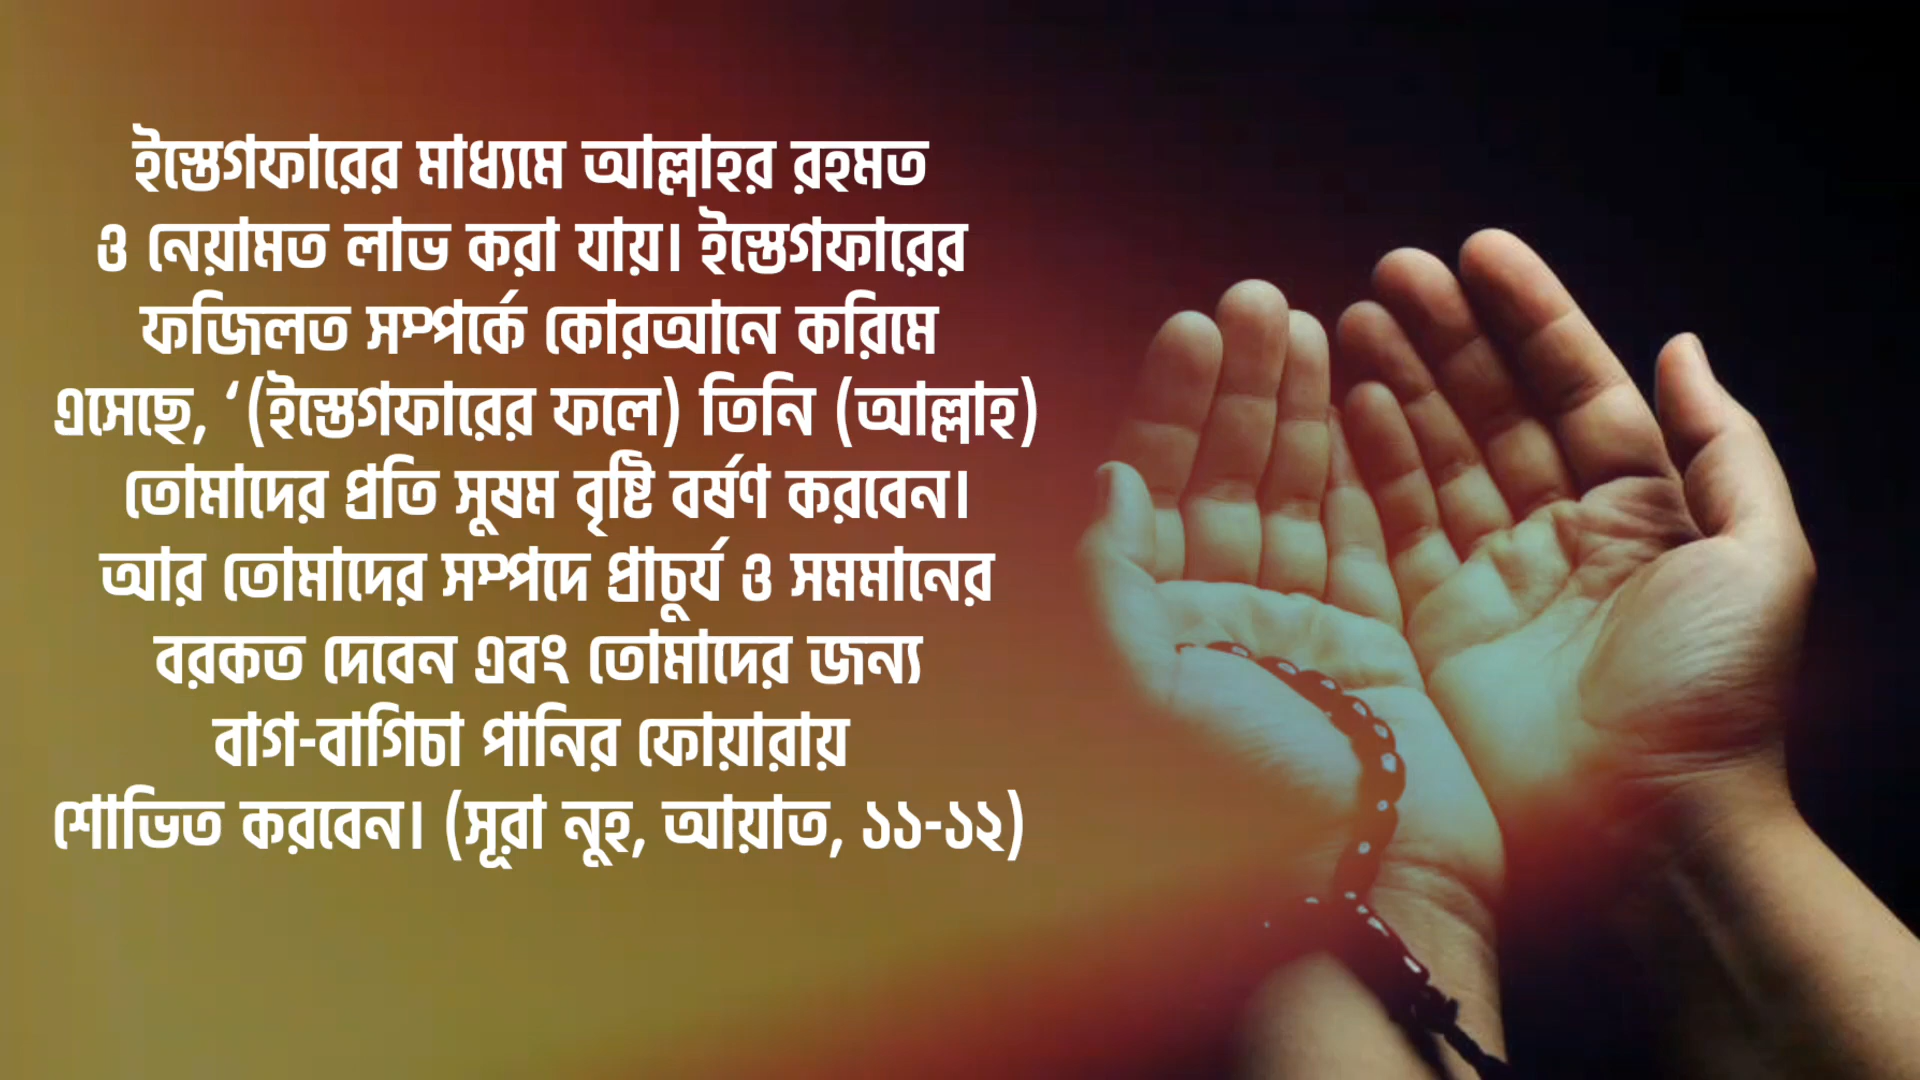 ইস্তেগফারের মাধ্যমে আল্লাহর রহমত
ও নেয়ামত লাভ করা যায়। ইস্তেগফারের
ফজিলত সম্পর্কে কোরআনে করিমে
এসেছে, ‘(ইস্তেগফারের ফলে) তিনি (আল্লাহ)
তোমাদের প্রতি সুষম বৃষ্টি বর্ষণ করবেন।
আর তোমাদের সম্পদে প্রাচুর্য ও সমমানের
বরকত দেবেন এবং তোমাদের জন্য
বাগ-বাগিচা পানির ফোয়ারায়
শোভিত করবেন। (সূরা নূহ, আয়াত, ১১-১২)